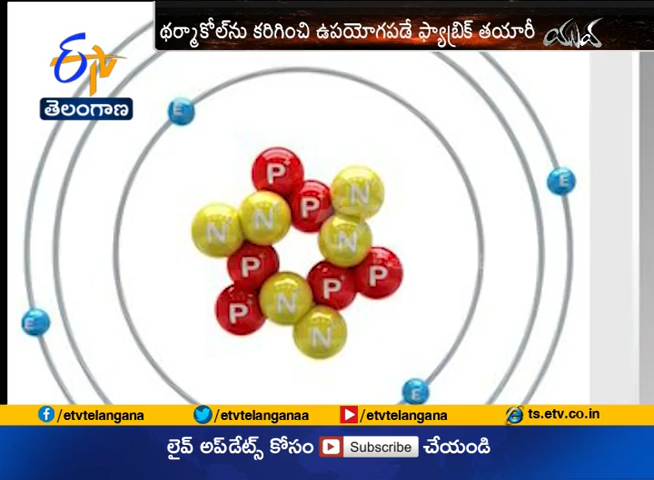 థర్మాకోల్‌ను కరిగించి ఉపయోగపడే ఫ్యాబ్రిక్ తయారీ
ETV
తెలంగాణ
E
E
P+
P+
N
N
N
N
P+
P+
P+
P+
N
N
E
E
/etvtelangana
/etvtelanganaa
/etvtelangana
ts.etv.co.in
లైవ్ అప్‌డేట్స్ కోసం Subscribe చేయండి